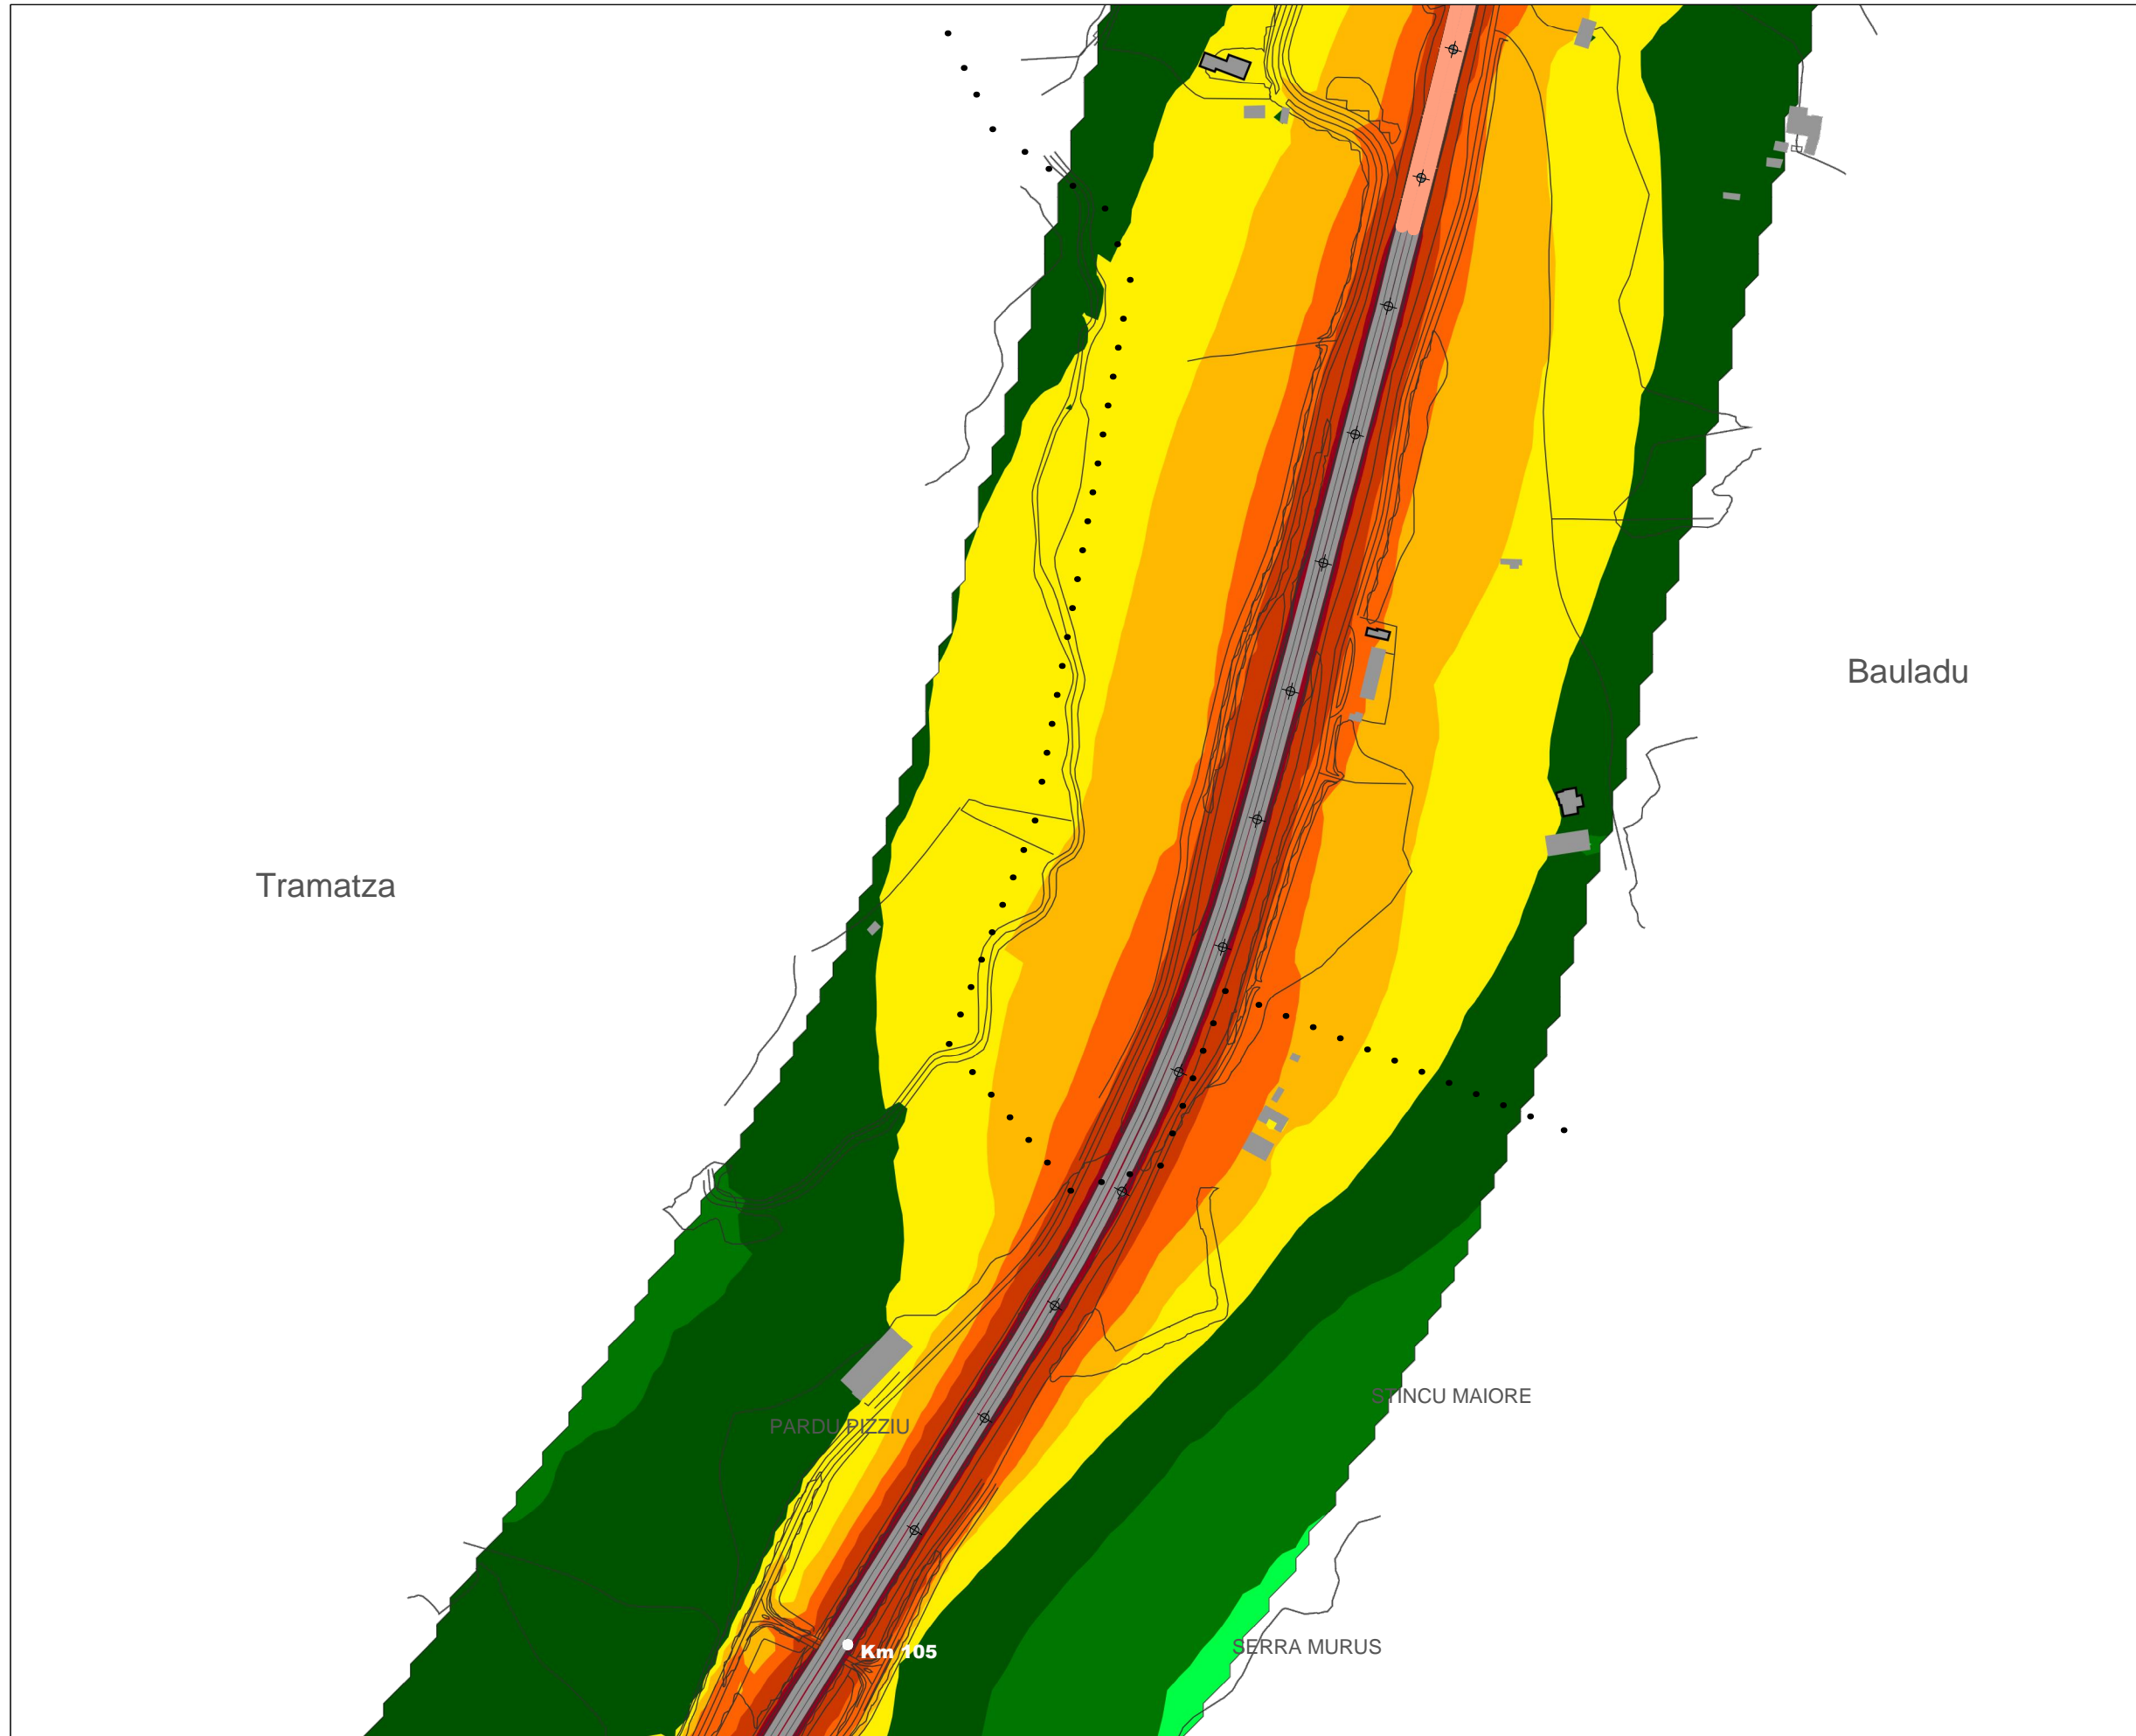 Bauladu
Tramatza
STINCU MAIORE
PARDU PIZZIU
SERRA MURUS
Km 105